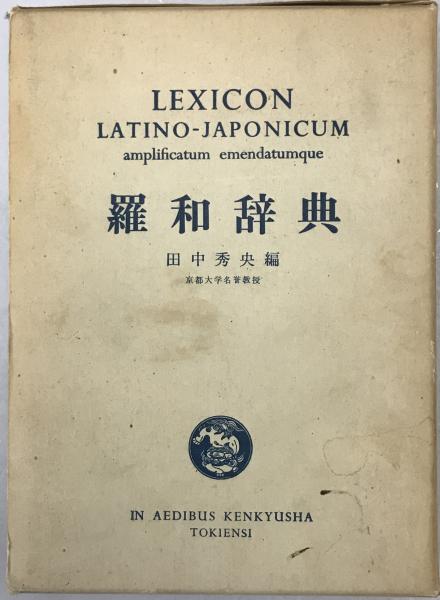 LEXICON
LATINO-JAPONICUM
amplificatum emendatumque
羅和辞典
田中秀央編
京都大学名誉教授
IN AEDIBUS KENKYUSHA
TOKIENSI